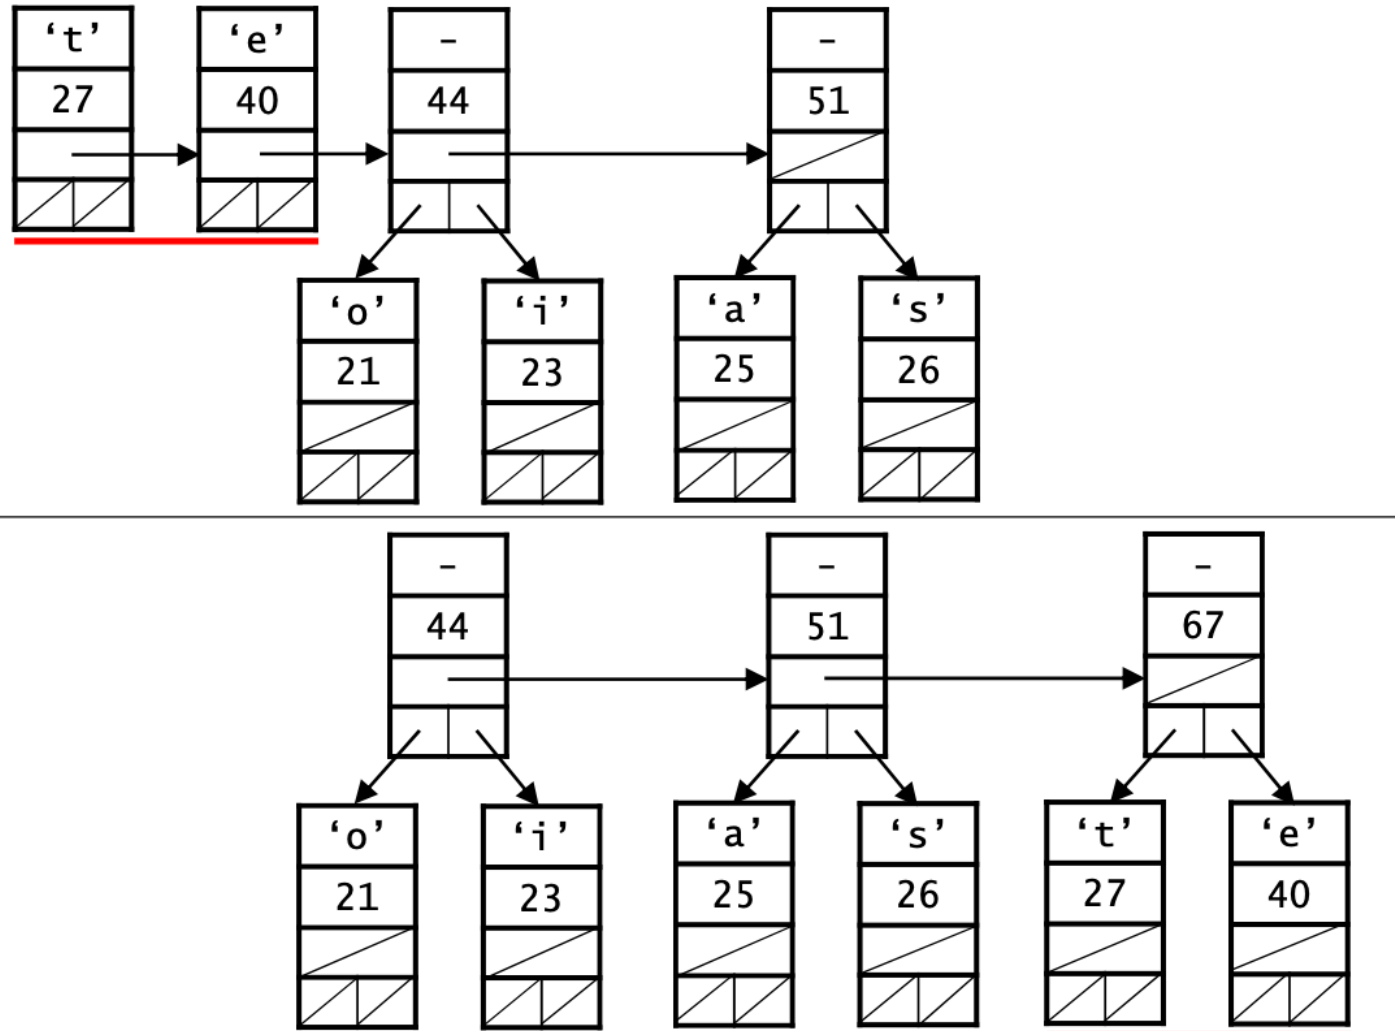 ‘t’ ‘e’ – –
27 40 44 51
‘o’ ‘i’ ‘a’ ‘s’
21 23 25 26
– – –
44 51 67
‘o’ ‘i’ ‘a’ ‘s’ ‘t’ ‘e’
21 23 25 26 27 40